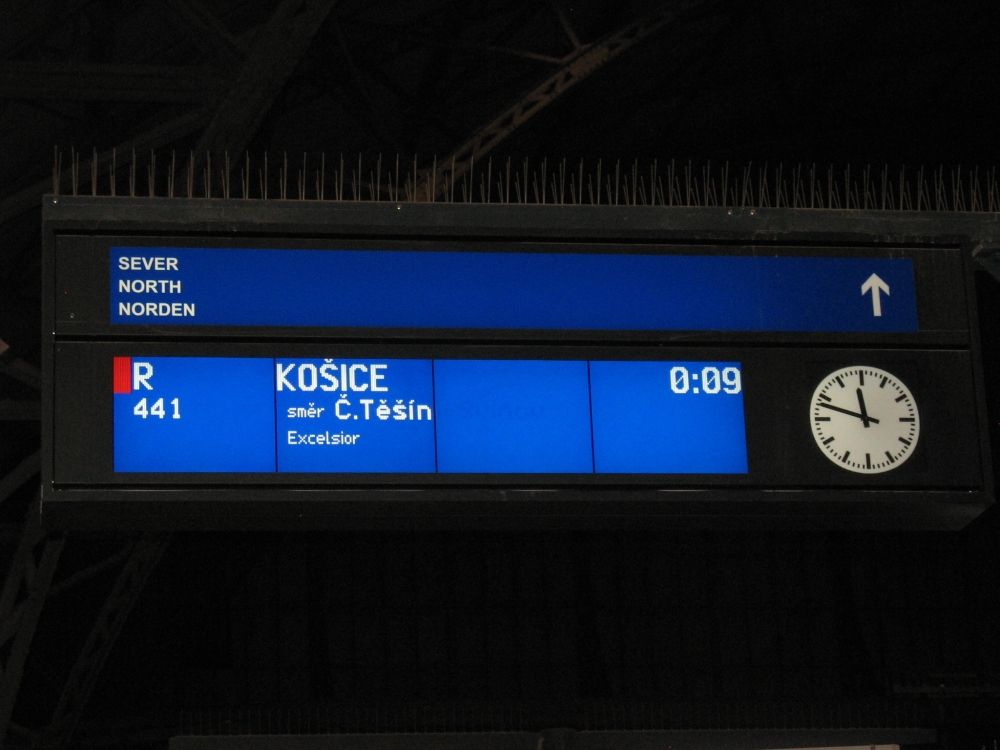 SEVER
NORTH
NORDEN
R KOŠICE 0:09
441 směr Č.Těšín
Excelsior